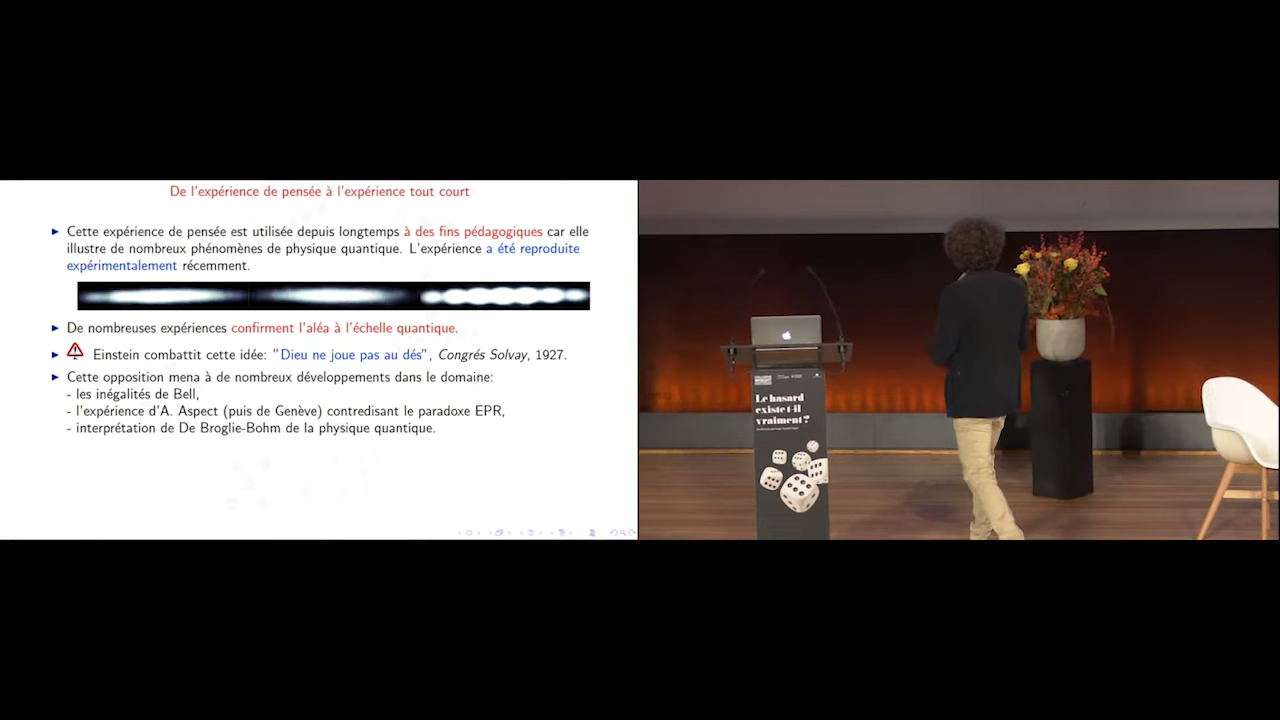 De l'expérience de pensée à l'expérience tout court
► Cette expérience de pensée est utilisée depuis longtemps à des fins pédagogiques car elle
illustre de nombreux phénomènes de physique quantique. L'expérience a été reproduite
expérimentalement récemment.
► De nombreuses expériences confirment l'aléa à l'échelle quantique.
► Einstein combattit cette idée: "Dieu ne joue pas au dés", Congrés Solvay, 1927.
► Cette opposition mena à de nombreux développements dans le domaine:
- les inégalités de Bell,
- l'expérience d'A. Aspect (puis de Genève) contredisant le paradoxe EPR,
- interprétation de De Broglie-Bohm de la physique quantique.
Le hasard
existe t-il
vraiment ?